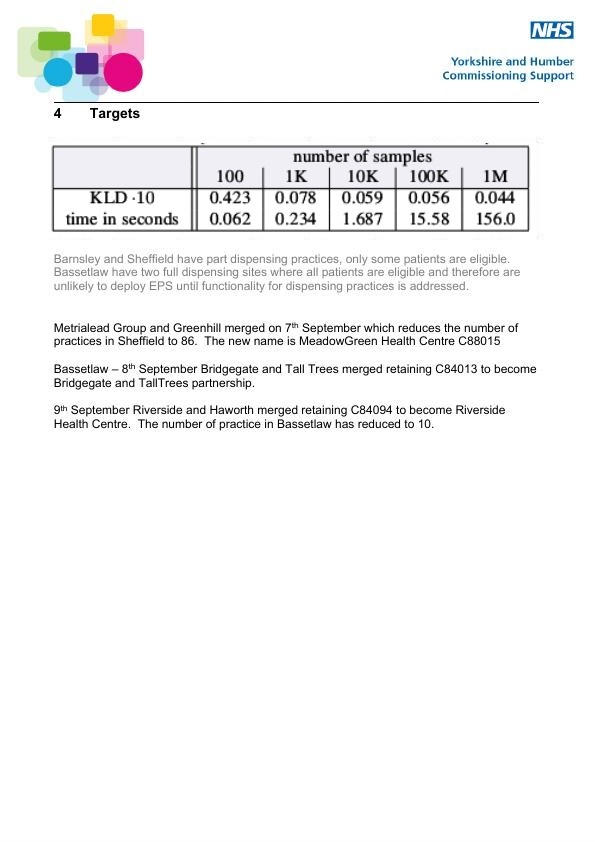 NHS
Yorkshire and Humber
Commissioning Support
4 Targets
number of samples
100 1K 10K 100K 1M
KLD ·10 0.423 0.078 0.059 0.056 0.044
time in seconds 0.062 0.234 1.687 15.58 156.0
Barnsley and Sheffield have part dispensing practices, only some patients are eligible.
Bassetlaw have two full dispensing sites where all patients are eligible and therefore are
unlikely to deploy EPS until functionality for dispensing practices is addressed.
Metrialead Group and Greenhill merged on 7th September which reduces the number of
practices in Sheffield to 86. The new name is MeadowGreen Health Centre C88015
Bassetlaw – 8th September Bridgegate and Tall Trees merged retaining C84013 to become
Bridgegate and TallTrees partnership.
9th September Riverside and Haworth merged retaining C84094 to become Riverside
Health Centre. The number of practice in Bassetlaw has reduced to 10.